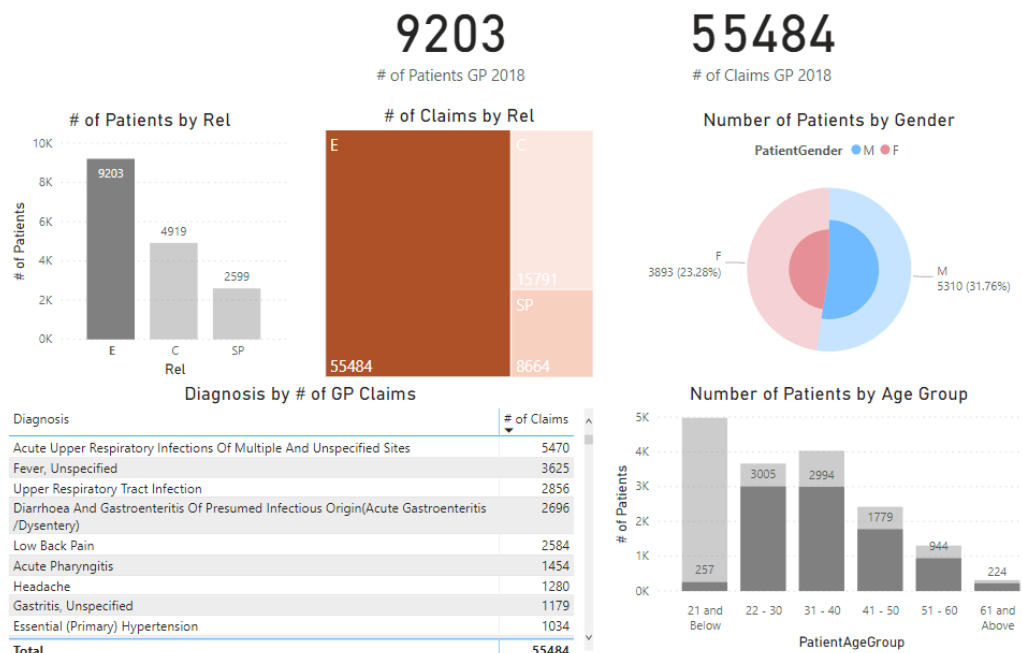 9203
# of Patients GP 2018
55484
# of Claims GP 2018
# of Patients by Rel
10K
8K
6K
4K
2K
0K
# of Patients
9203
4919
2599
E
C
SP
Rel
# of Claims by Rel
E
55484
C
15791
SP
8664
Number of Patients by Gender
PatientGender M F
F
3893 (23.28%)
M
5310 (31.76%)
Diagnosis by # of GP Claims
Diagnosis # of Claims
Acute Upper Respiratory Infections Of Multiple And Unspecified Sites 5470
Fever, Unspecified 3625
Upper Respiratory Tract Infection 2856
Diarrhoea And Gastroenteritis Of Presumed Infectious Origin(Acute Gastroenteritis 2696
/Dysentery)
Low Back Pain 2584
Acute Pharyngitis 1454
Headache 1280
Gastritis, Unspecified 1179
Essential (Primary) Hypertension 1034
Total 55484
Number of Patients by Age Group
5K
4K
3K
2K
1K
0K
# of Patients
257
3005
2994
1779
944
224
21 and
Below
22 - 30
31 - 40
41 - 50
51 - 60
61 and
Above
PatientAgeGroup